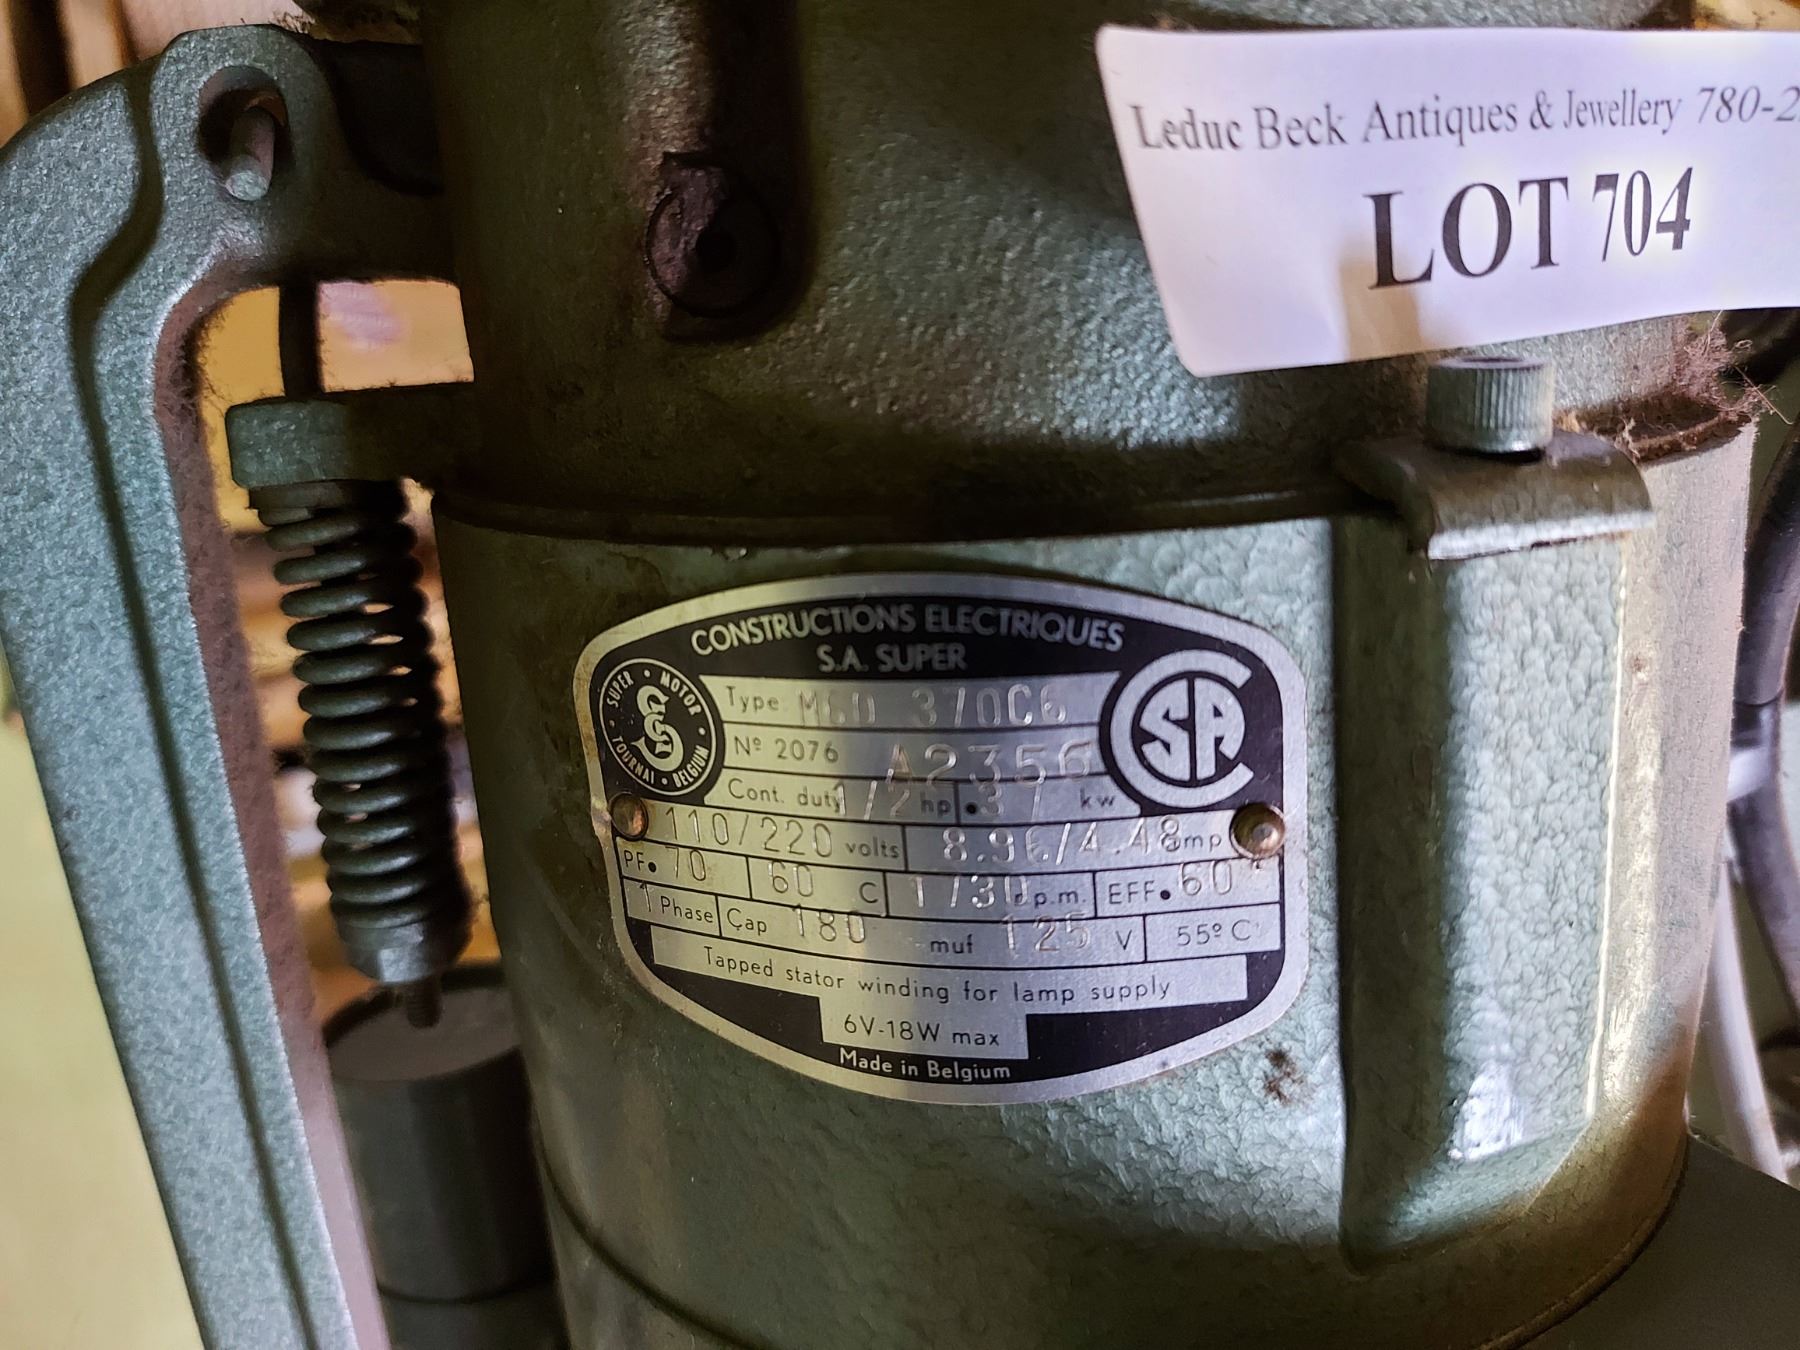 Leduc Beck Antiques & Jewellery 780-2
LOT 704
CONSTRUCTIONS ELECTRIQUES
S.A. SUPER
SUPER • MOTOR • TOURNAI • BELGIUM
CSA
Type 370C6
Nº 2076 A2356
Cont. duty 1/2 hp .37 kw
110/220 volts 8.96/4.48 amp
PF. 70 60 C 1730 r.p.m. EFF. 60
1 Phase Cap 180 muf 125 V 55º C
Tapped stator winding for lamp supply
6V-18W max
Made in Belgium